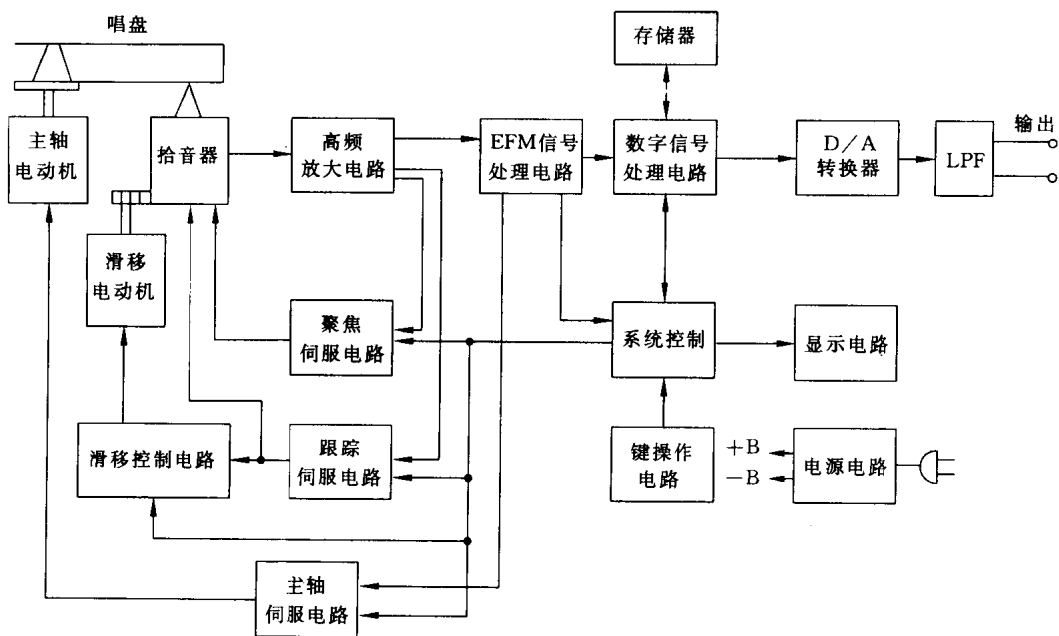 唱盘
存储器
主轴
电动机
拾音器
高频
放大电路
EFM信号
处理电路
数字信号
处理电路
D/A
转换器
LPF
输出
滑移
电动机
聚焦
伺服电路
系统控制
显示电路
滑移控制电路
跟踪
伺服电路
键操作
电路
+B
-B
电源电路
主轴
伺服电路